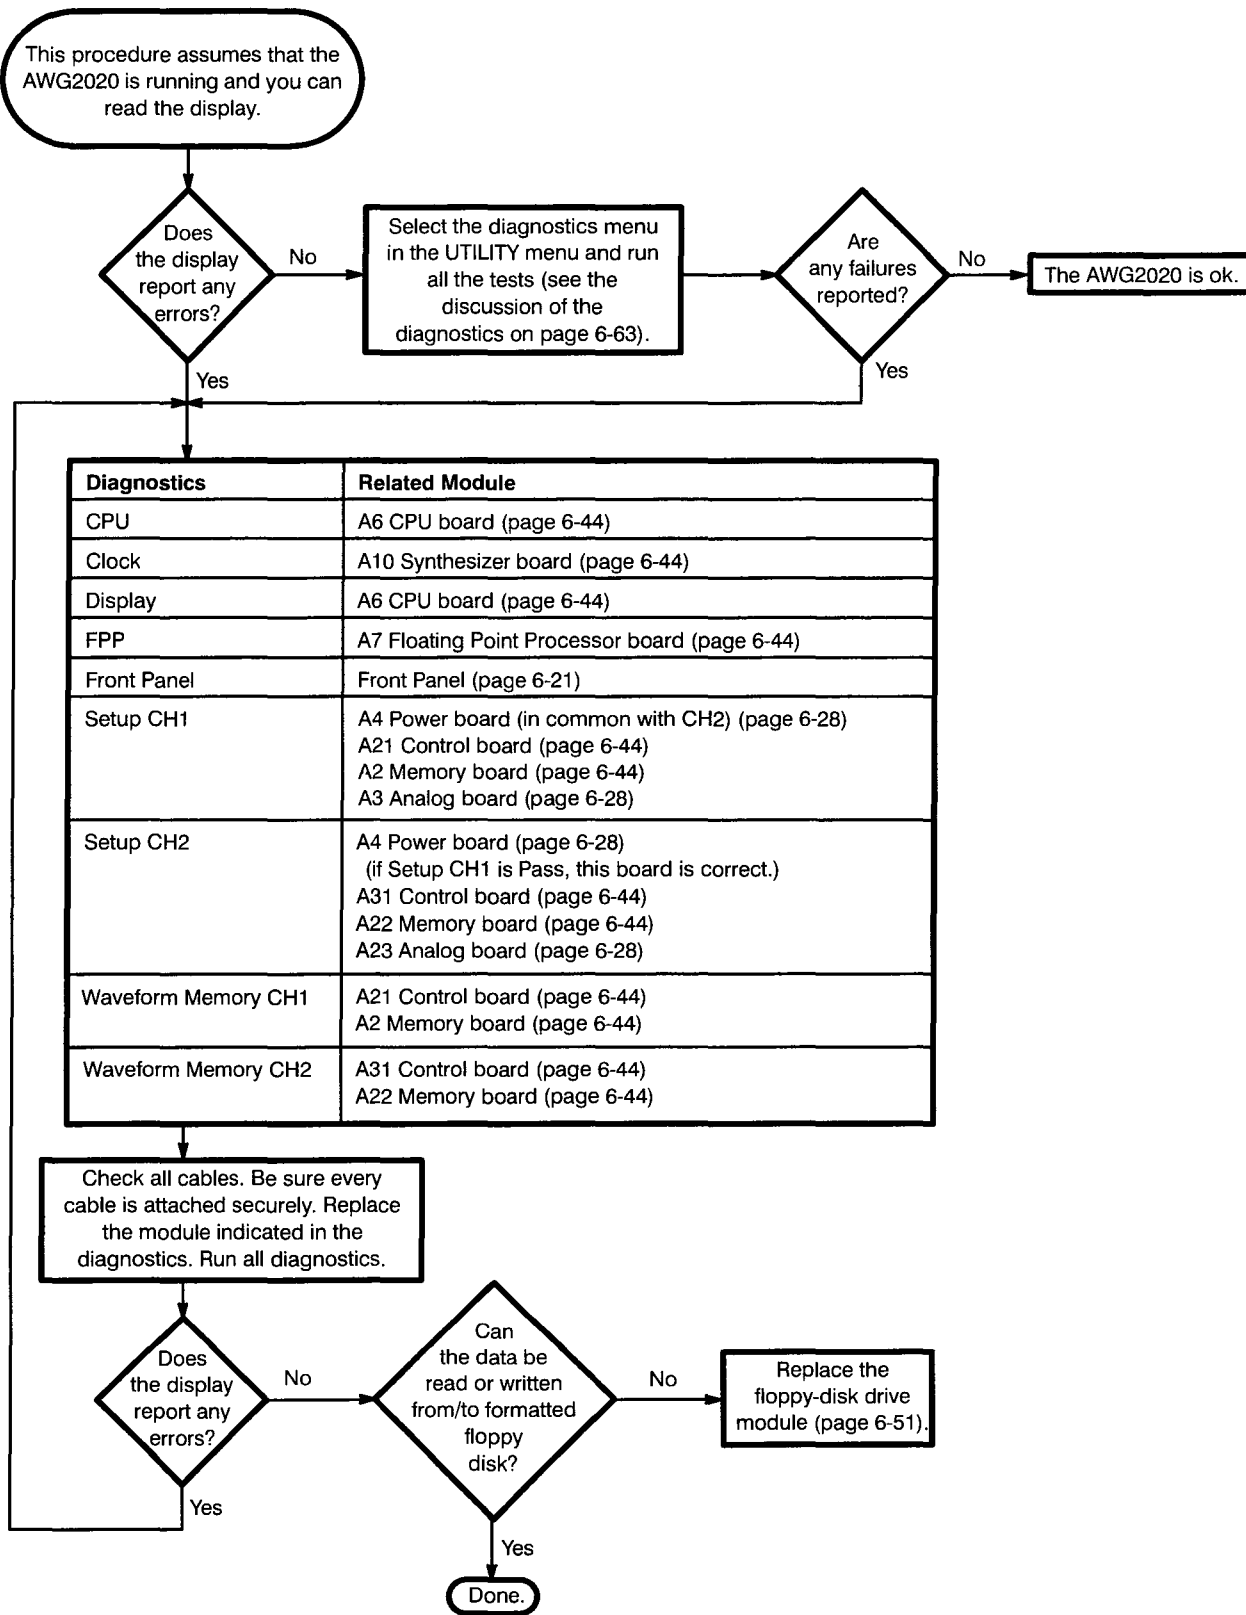 This procedure assumes that the
AWG2020 is running and you can
read the display.
Does
the display
report any
errors?
No
Select the diagnostics menu
in the UTILITY menu and run
all the tests (see the
discussion of the
diagnostics on page 6-63).
Are
any failures
reported?
No
The AWG2020 is ok.
Yes
Yes
Diagnostics
Related Module
CPU
A6 CPU board (page 6-44)
Clock
A10 Synthesizer board (page 6-44)
Display
A6 CPU board (page 6-44)
FPP
A7 Floating Point Processor board (page 6-44)
Front Panel
Front Panel (page 6-21)
Setup CH1
A4 Power board (in common with CH2) (page 6-28)
A21 Control board (page 6-44)
A2 Memory board (page 6-44)
A3 Analog board (page 6-28)
Setup CH2
A4 Power board (page 6-28)
(if Setup CH1 is Pass, this board is correct.)
A31 Control board (page 6-44)
A22 Memory board (page 6-44)
A23 Analog board (page 6-28)
Waveform Memory CH1
A21 Control board (page 6-44)
A2 Memory board (page 6-44)
Waveform Memory CH2
A31 Control board (page 6-44)
A22 Memory board (page 6-44)
Check all cables. Be sure every
cable is attached securely. Replace
the module indicated in the
diagnostics. Run all diagnostics.
Does
the display
report any
errors?
No
Can
the data be
read or written
from/to formatted
floppy
disk?
No
Replace the
floppy-disk drive
module (page 6-51).
Yes
Yes
Done.